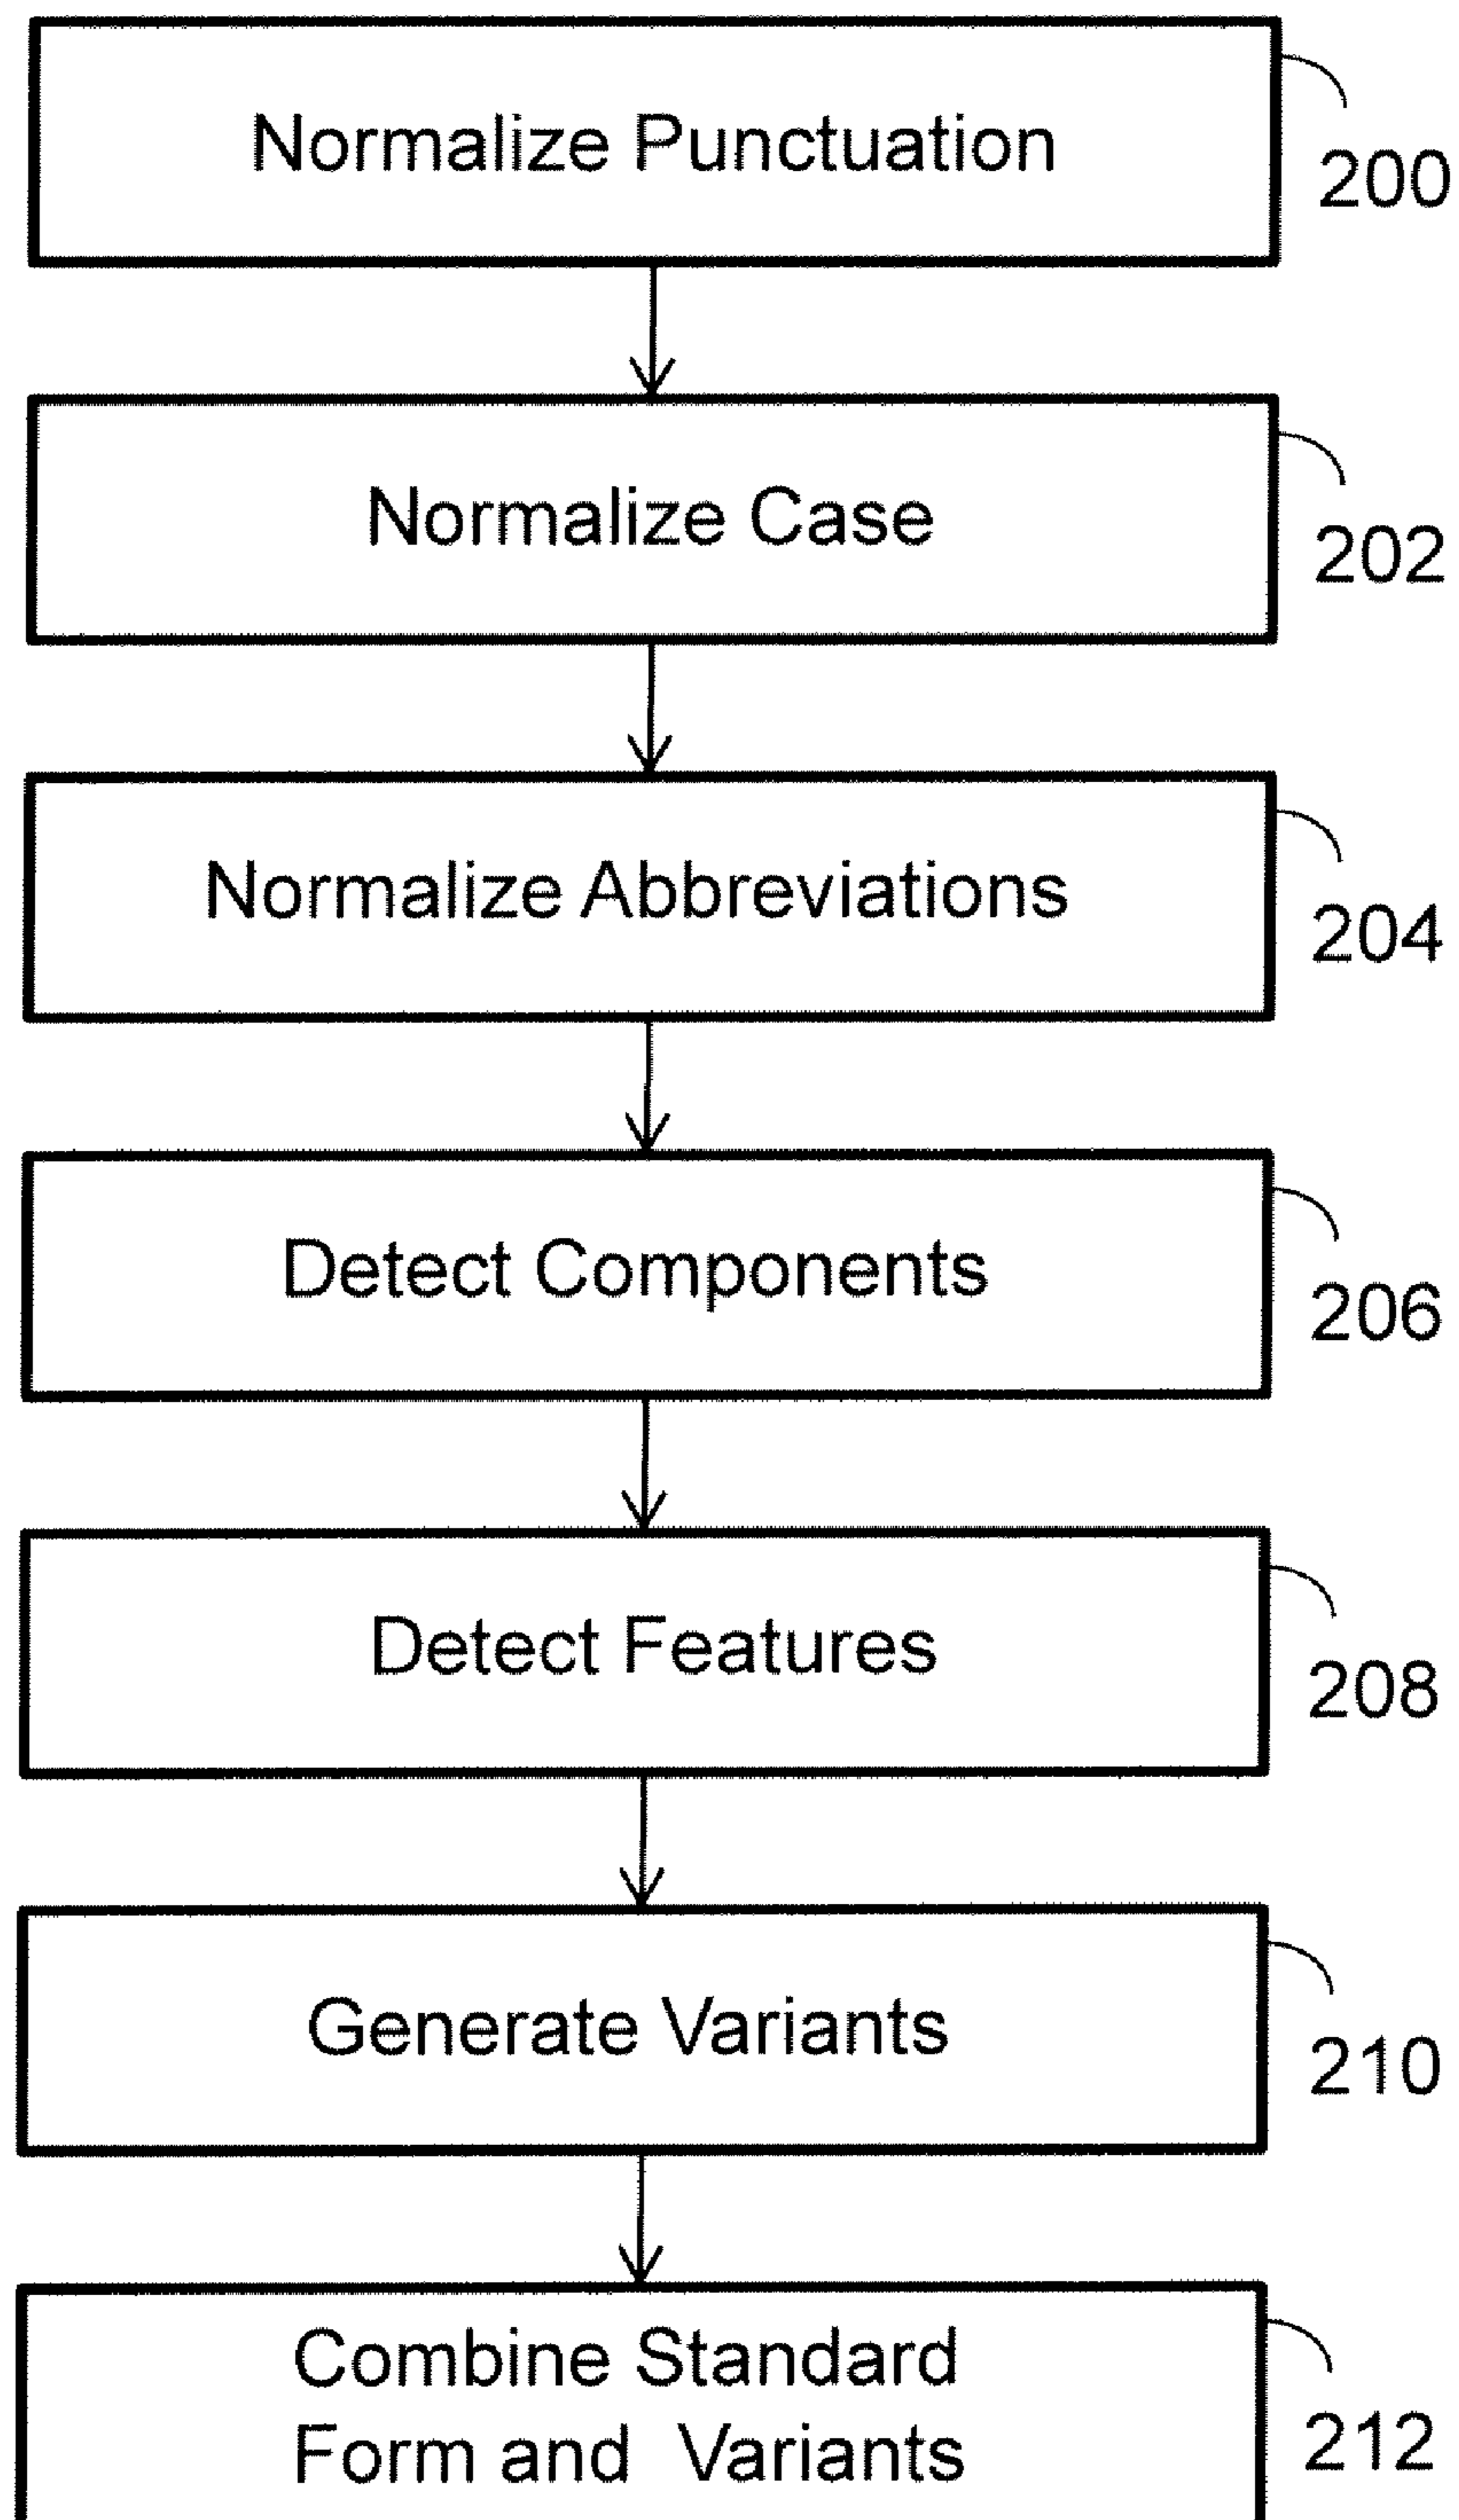 Normalize Punctuation
200
Normalize Case
202
Normalize Abbreviations
204
Detect Components
206
Detect Features
208
Generate Variants
210
Combine Standard
Form and Variants
212